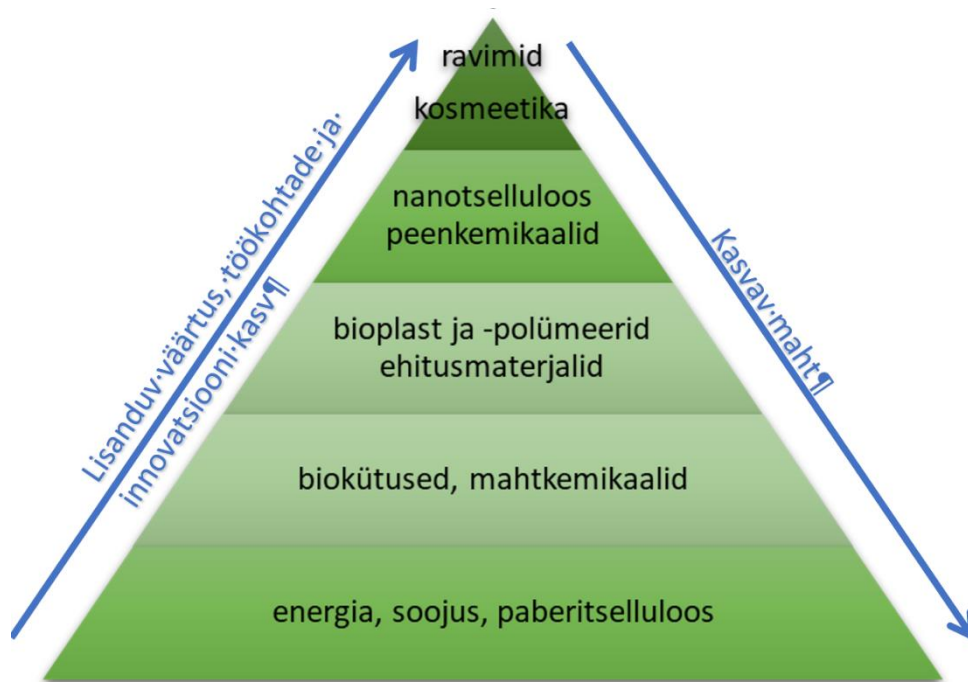 ravimid
kosmeetika
nanotselluloos
peenkemikaalid
bioplast ja -polümeerid
ehitusmaterjalid
biokütused, mahtkemikaalid
energia, soojus, paberitselluloos
Lisanduv·väärtus,·töökohtade·ja·
innovatsiooni·kasv¶
Kasvav·maht¶